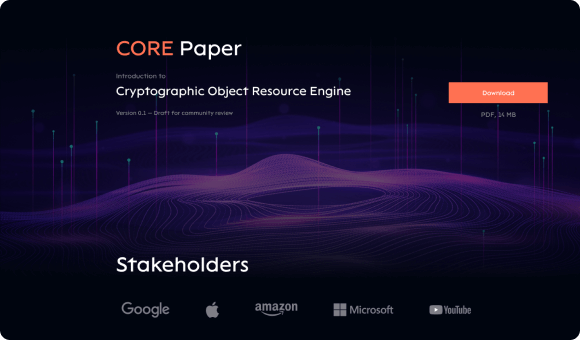 CORE Paper
Introduction to
Cryptographic Object Resource Engine
Version 0.1 — Draft for community review
Download
PDF, 14 MB
Stakeholders
Google amazon Microsoft YouTube